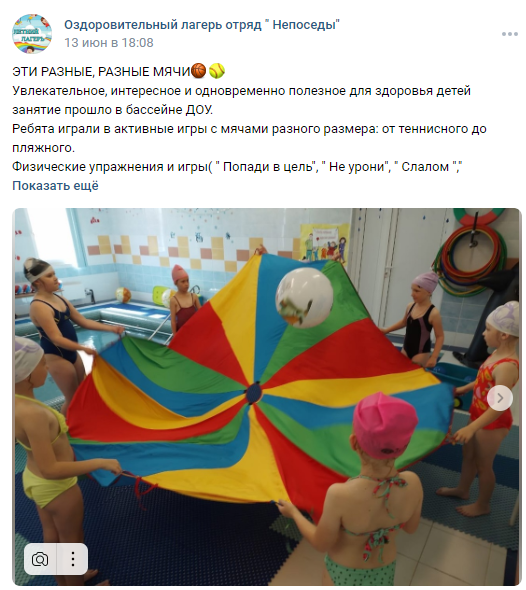 Оздоровительный лагерь отряд " Непоседы"
13 июн в 18:08
ЭТИ РАЗНЫЕ, РАЗНЫЕ МЯЧИ🏀🎾
Увлекательное, интересное и одновременно полезное для здоровья детей
занятие прошло в бассейне ДОУ.
Ребята играли в активные игры с мячами разного размера: от теннисного до
пляжного.
Физические упражнения и игры( " Попади в цель", " Не урони", " Слалом ","
Показать ещё